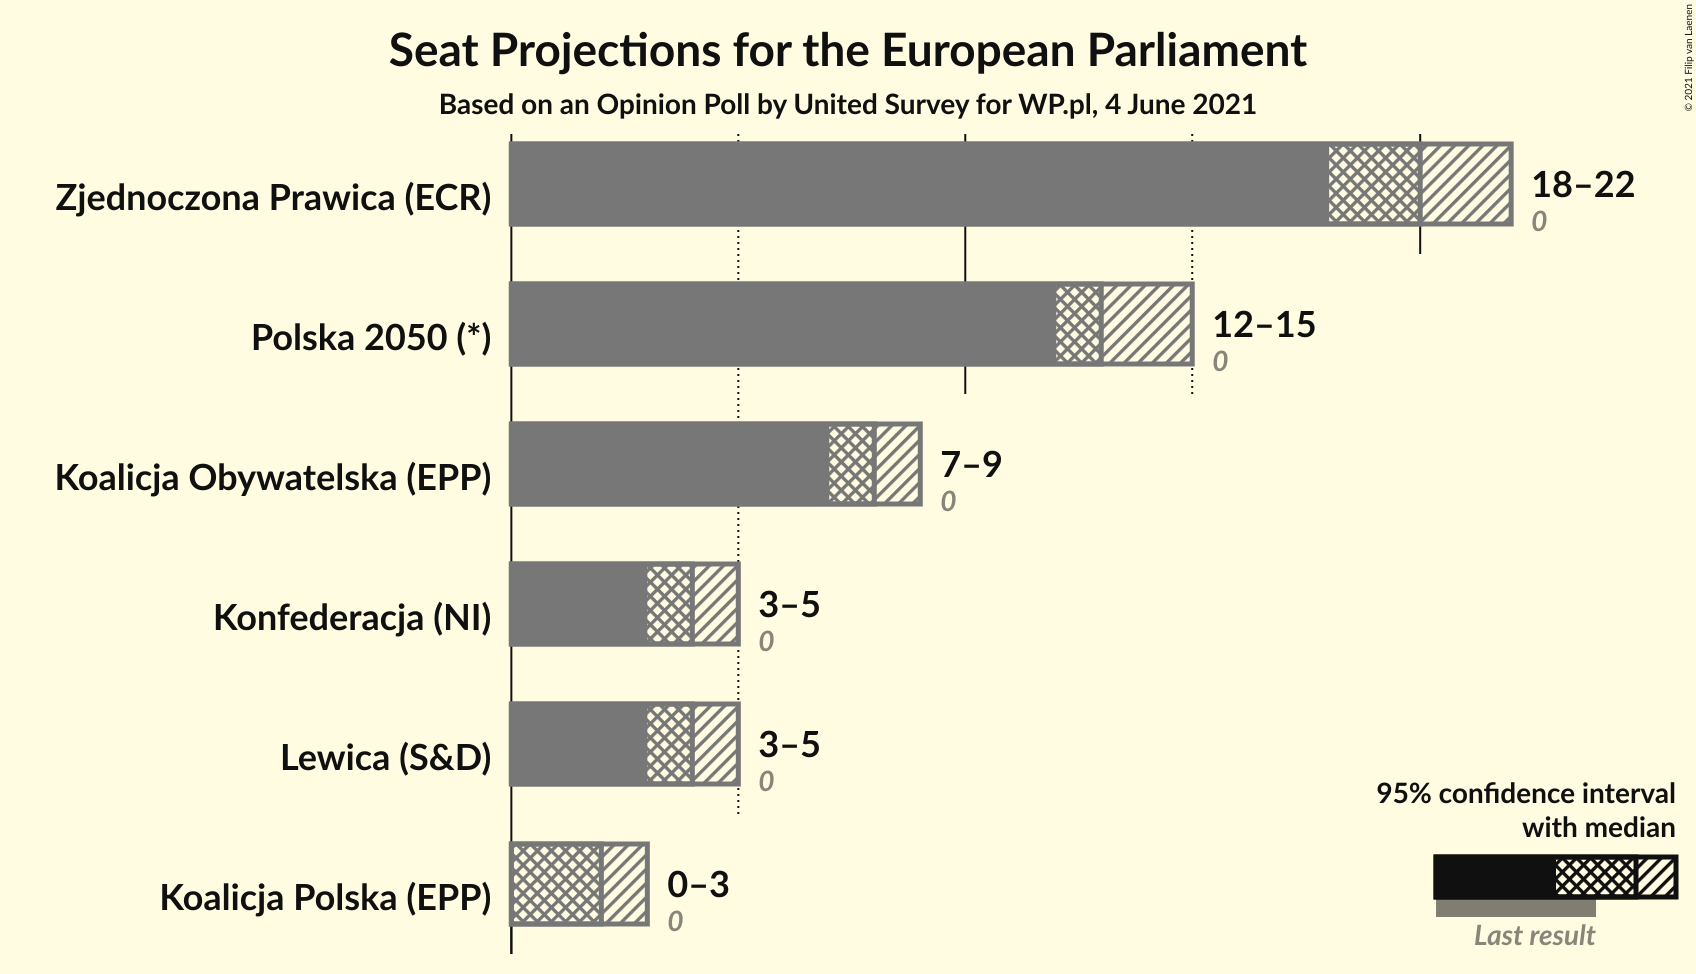 Seat Projections for the European Parliament
Based on an Opinion Poll by United Survey for WP.pl, 4 June 2021
© 2021 Filip van Laenen
Zjednoczona Prawica (ECR)
18–22
0
Polska 2050 (*)
12–15
0
Koalicja Obywatelska (EPP)
7–9
0
Konfederacja (NI)
3–5
0
Lewica (S&D)
3–5
0
Koalicja Polska (EPP)
0–3
0
95% confidence interval
with median
Last result